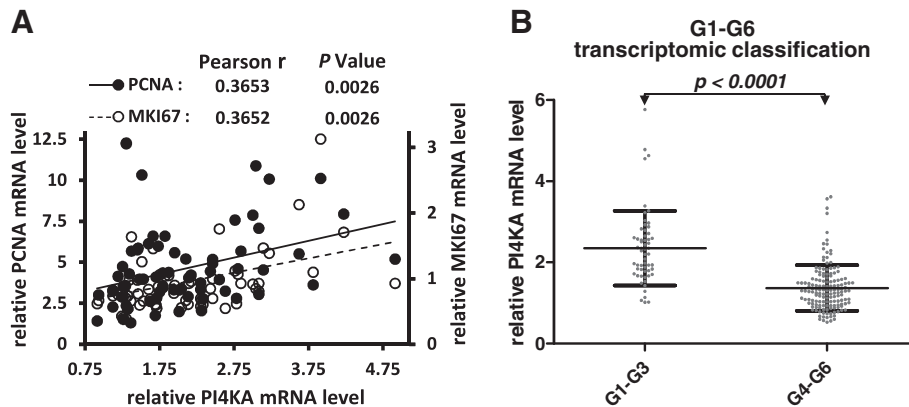 A
Pearson r P Value
PCNA : 0.3653 0.0026
MKI67 : 0.3652 0.0026
relative PCNA mRNA level
12.5
10
7.5
5
2.5
0
3
2
1
0
relative MKI67 mRNA level
0.75 1.75 2.75 3.75 4.75
relative PI4KA mRNA level
B
G1-G6
transcriptomic classification
p < 0.0001
relative PI4KA mRNA level
6
4
2
0
G1-G3
G4-G6